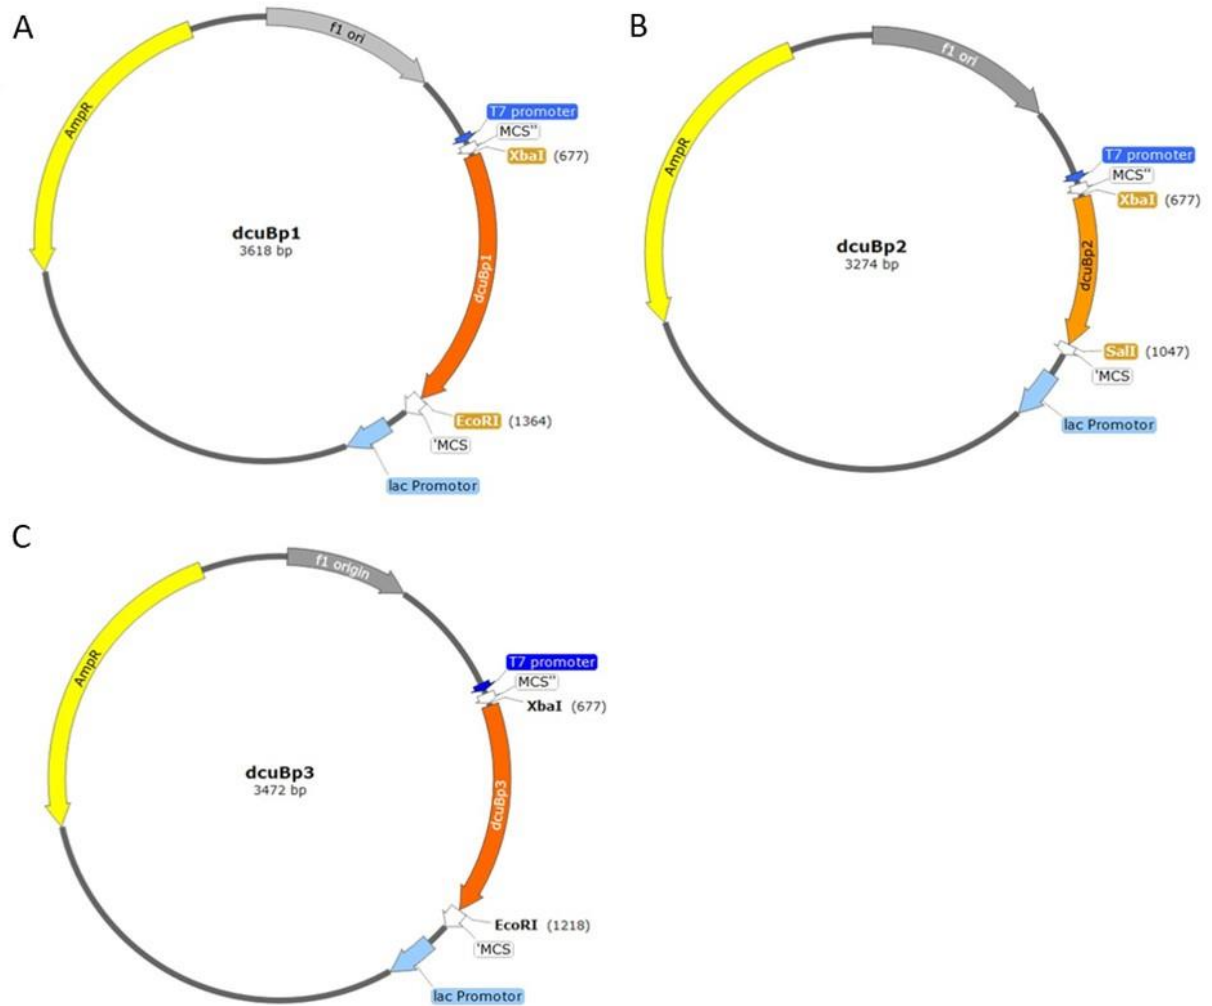 A
f1 ori
AmpR
T7 promoter
MCS"
XbaI (677)
dcuBp1
3618 bp
dcuBp1
EcoRI (1364)
'MCS
lac Promotor
B
f1 ori
AmpR
T7 promoter
MCS"
XbaI (677)
dcuBp2
3274 bp
dcuBp2
SalI (1047)
'MCS
lac Promotor
C
f1 origin
AmpR
T7 promoter
MCS"
XbaI (677)
dcuBp3
3472 bp
dcuBp3
EcoRI (1218)
'MCS
lac Promotor